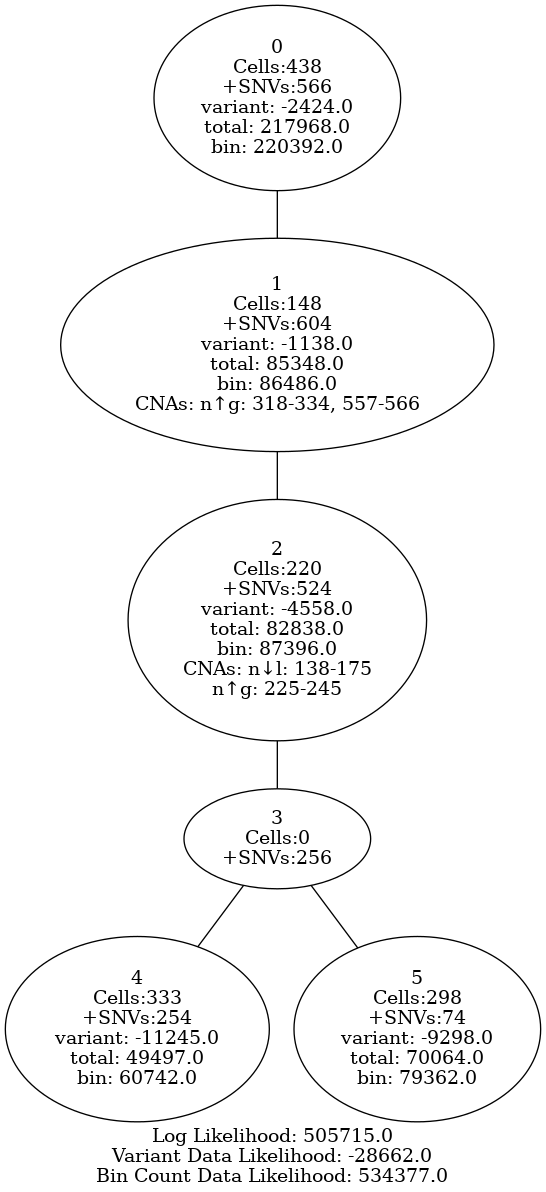 0
Cells:438
+SNVs:566
variant: -2424.0
total: 217968.0
bin: 220392.0
1
Cells:148
+SNVs:604
variant: -1138.0
total: 85348.0
bin: 86486.0
CNAs: n↑g: 318-334, 557-566
2
Cells:220
+SNVs:524
variant: -4558.0
total: 82838.0
bin: 87396.0
CNAs: n↓l: 138-175
n↑g: 225-245
3
Cells:0
+SNVs:256
4
Cells:333
+SNVs:254
variant: -11245.0
total: 49497.0
bin: 60742.0
5
Cells:298
+SNVs:74
variant: -9298.0
total: 70064.0
bin: 79362.0
Log Likelihood: 505715.0
Variant Data Likelihood: -28662.0
Bin Count Data Likelihood: 534377.0